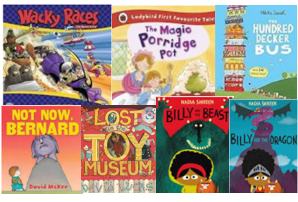 Wacky Races
Ladybird First Favourite Tales
The
Magic
Porridge
Pot
THE
HUNDRED
DECKER
BUS
NOT NOW,
BERNARD
David McKee
LOST
IN THE
TOY
MUSEUM
NADIA SHIREEN
BILLY
AND
THE
BEAST
NADIA SHIREEN
BILLY
AND
THE
DRAGON